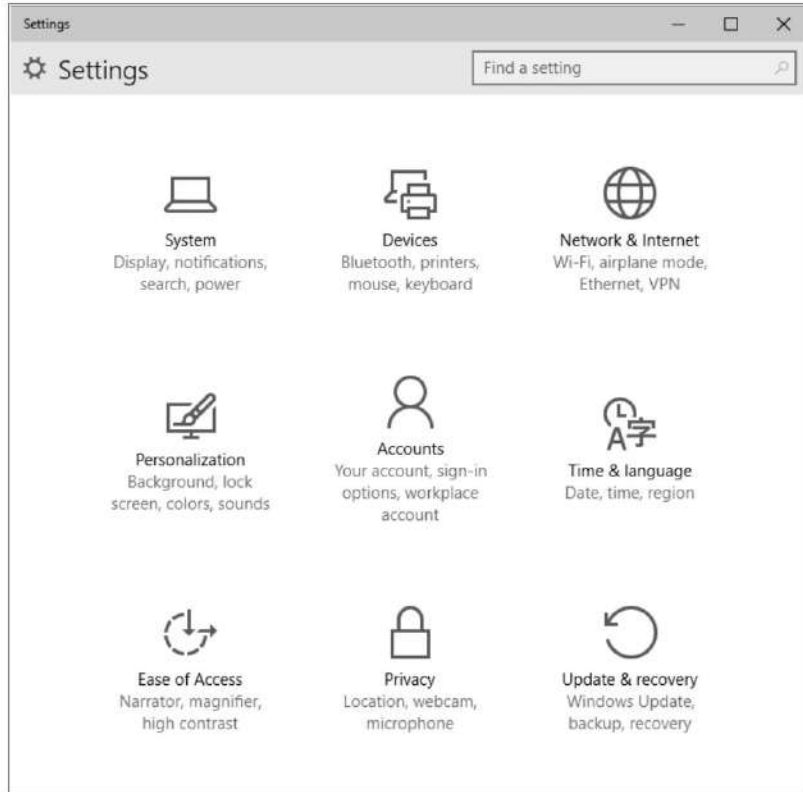 Settings
Settings
Find a setting
System
Display, notifications,
search, power
Devices
Bluetooth, printers,
mouse, keyboard
Network & Internet
Wi-Fi, airplane mode,
Ethernet, VPN
Personalization
Background, lock
screen, colors, sounds
Accounts
Your account, sign-in
options, workplace
account
A字
Time & language
Date, time, region
Ease of Access
Narrator, magnifier,
high contrast
Privacy
Location, webcam,
microphone
Update & recovery
Windows Update,
backup, recovery